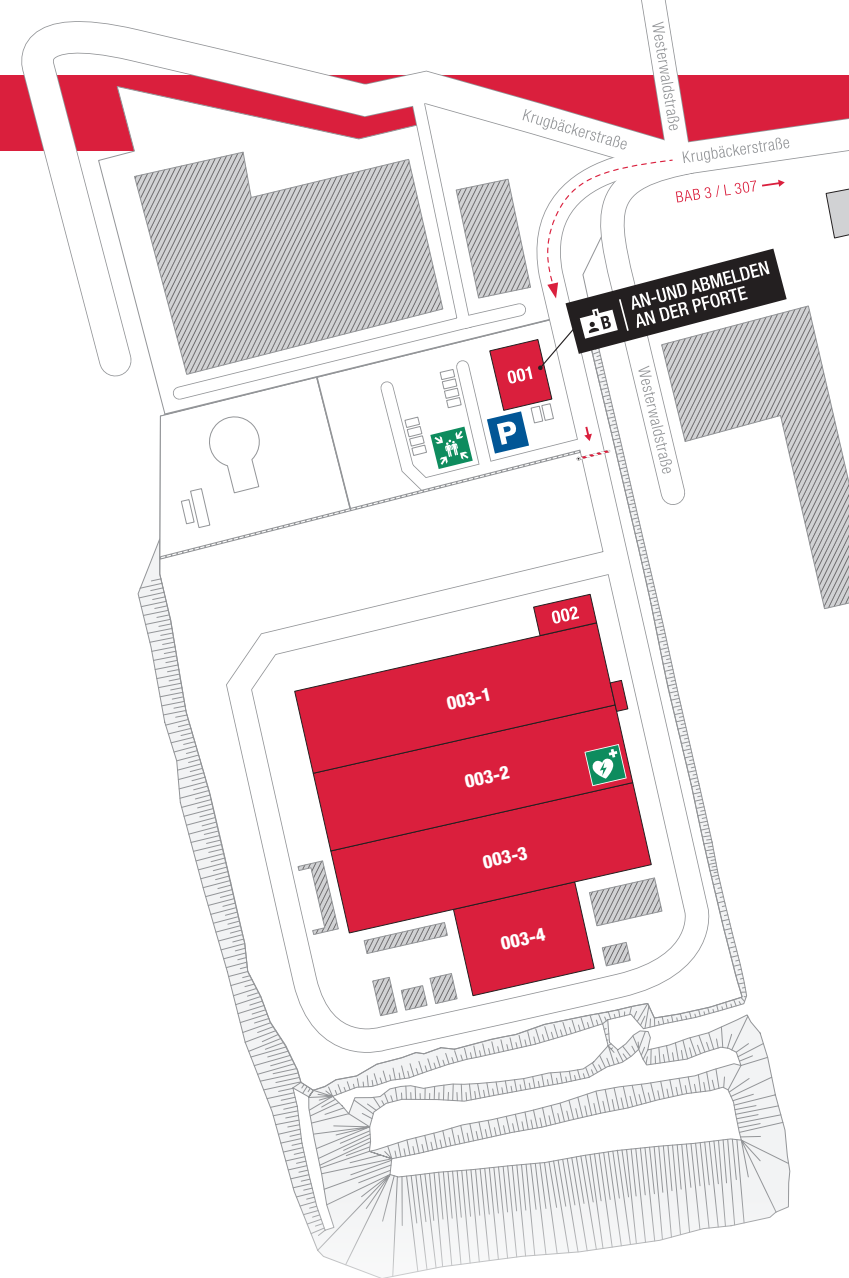 Westerwaldstraße
Krugbäckerstraße
Krugbäckerstraße
BAB 3 / L 307
B
AN-UND ABMELDEN
AN DER PFORTE
001
P
Westerwaldstraße
002
003-1
003-2
003-3
003-4